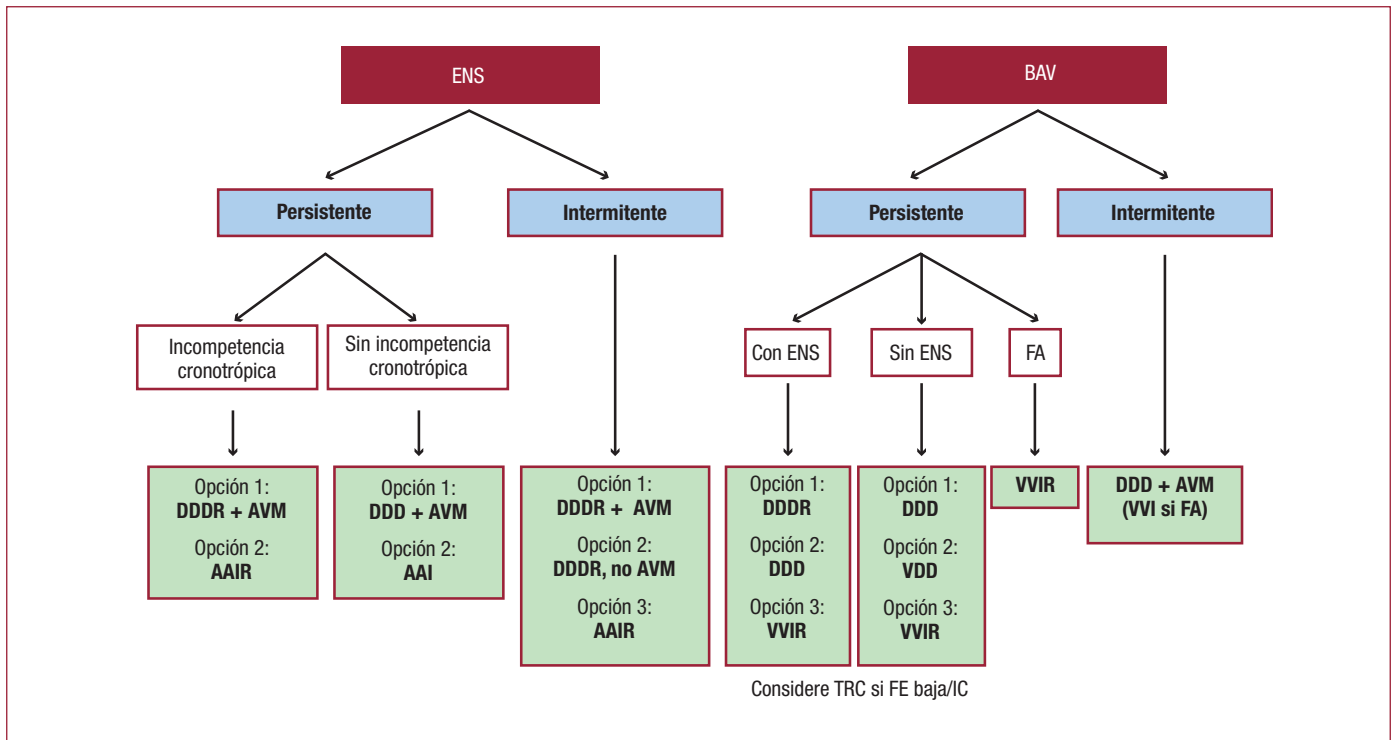 ENS
BAV
Persistente
Intermitente
Persistente
Intermitente
Incompetencia
cronotrópica
Sin incompetencia
cronotrópica
Con ENS
Sin ENS
FA
Opción 1:
DDDR + AVM
Opción 2:
AAIR
Opción 1:
DDD + AVM
Opción 2:
AAI
Opción 1:
DDDR + AVM
Opción 2:
DDDR, no AVM
Opción 3:
AAIR
Opción 1:
DDDR
Opción 2:
DDD
Opción 3:
VVIR
Opción 1:
DDD
Opción 2:
VDD
Opción 3:
VVIR
VVIR
DDD + AVM
(VVI si FA)
Considere TRC si FE baja/IC